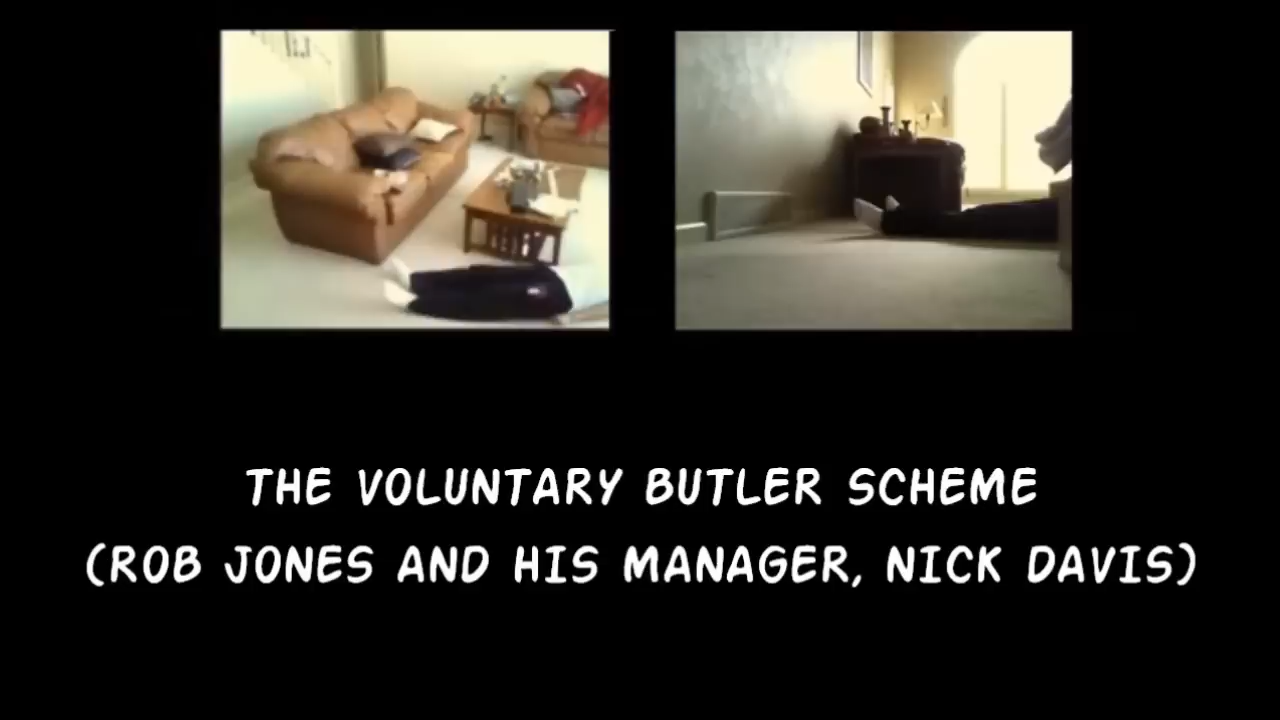 THE VOLUNTARY BUTLER SCHEME
(ROB JONES AND HIS MANAGER, NICK DAVIS)